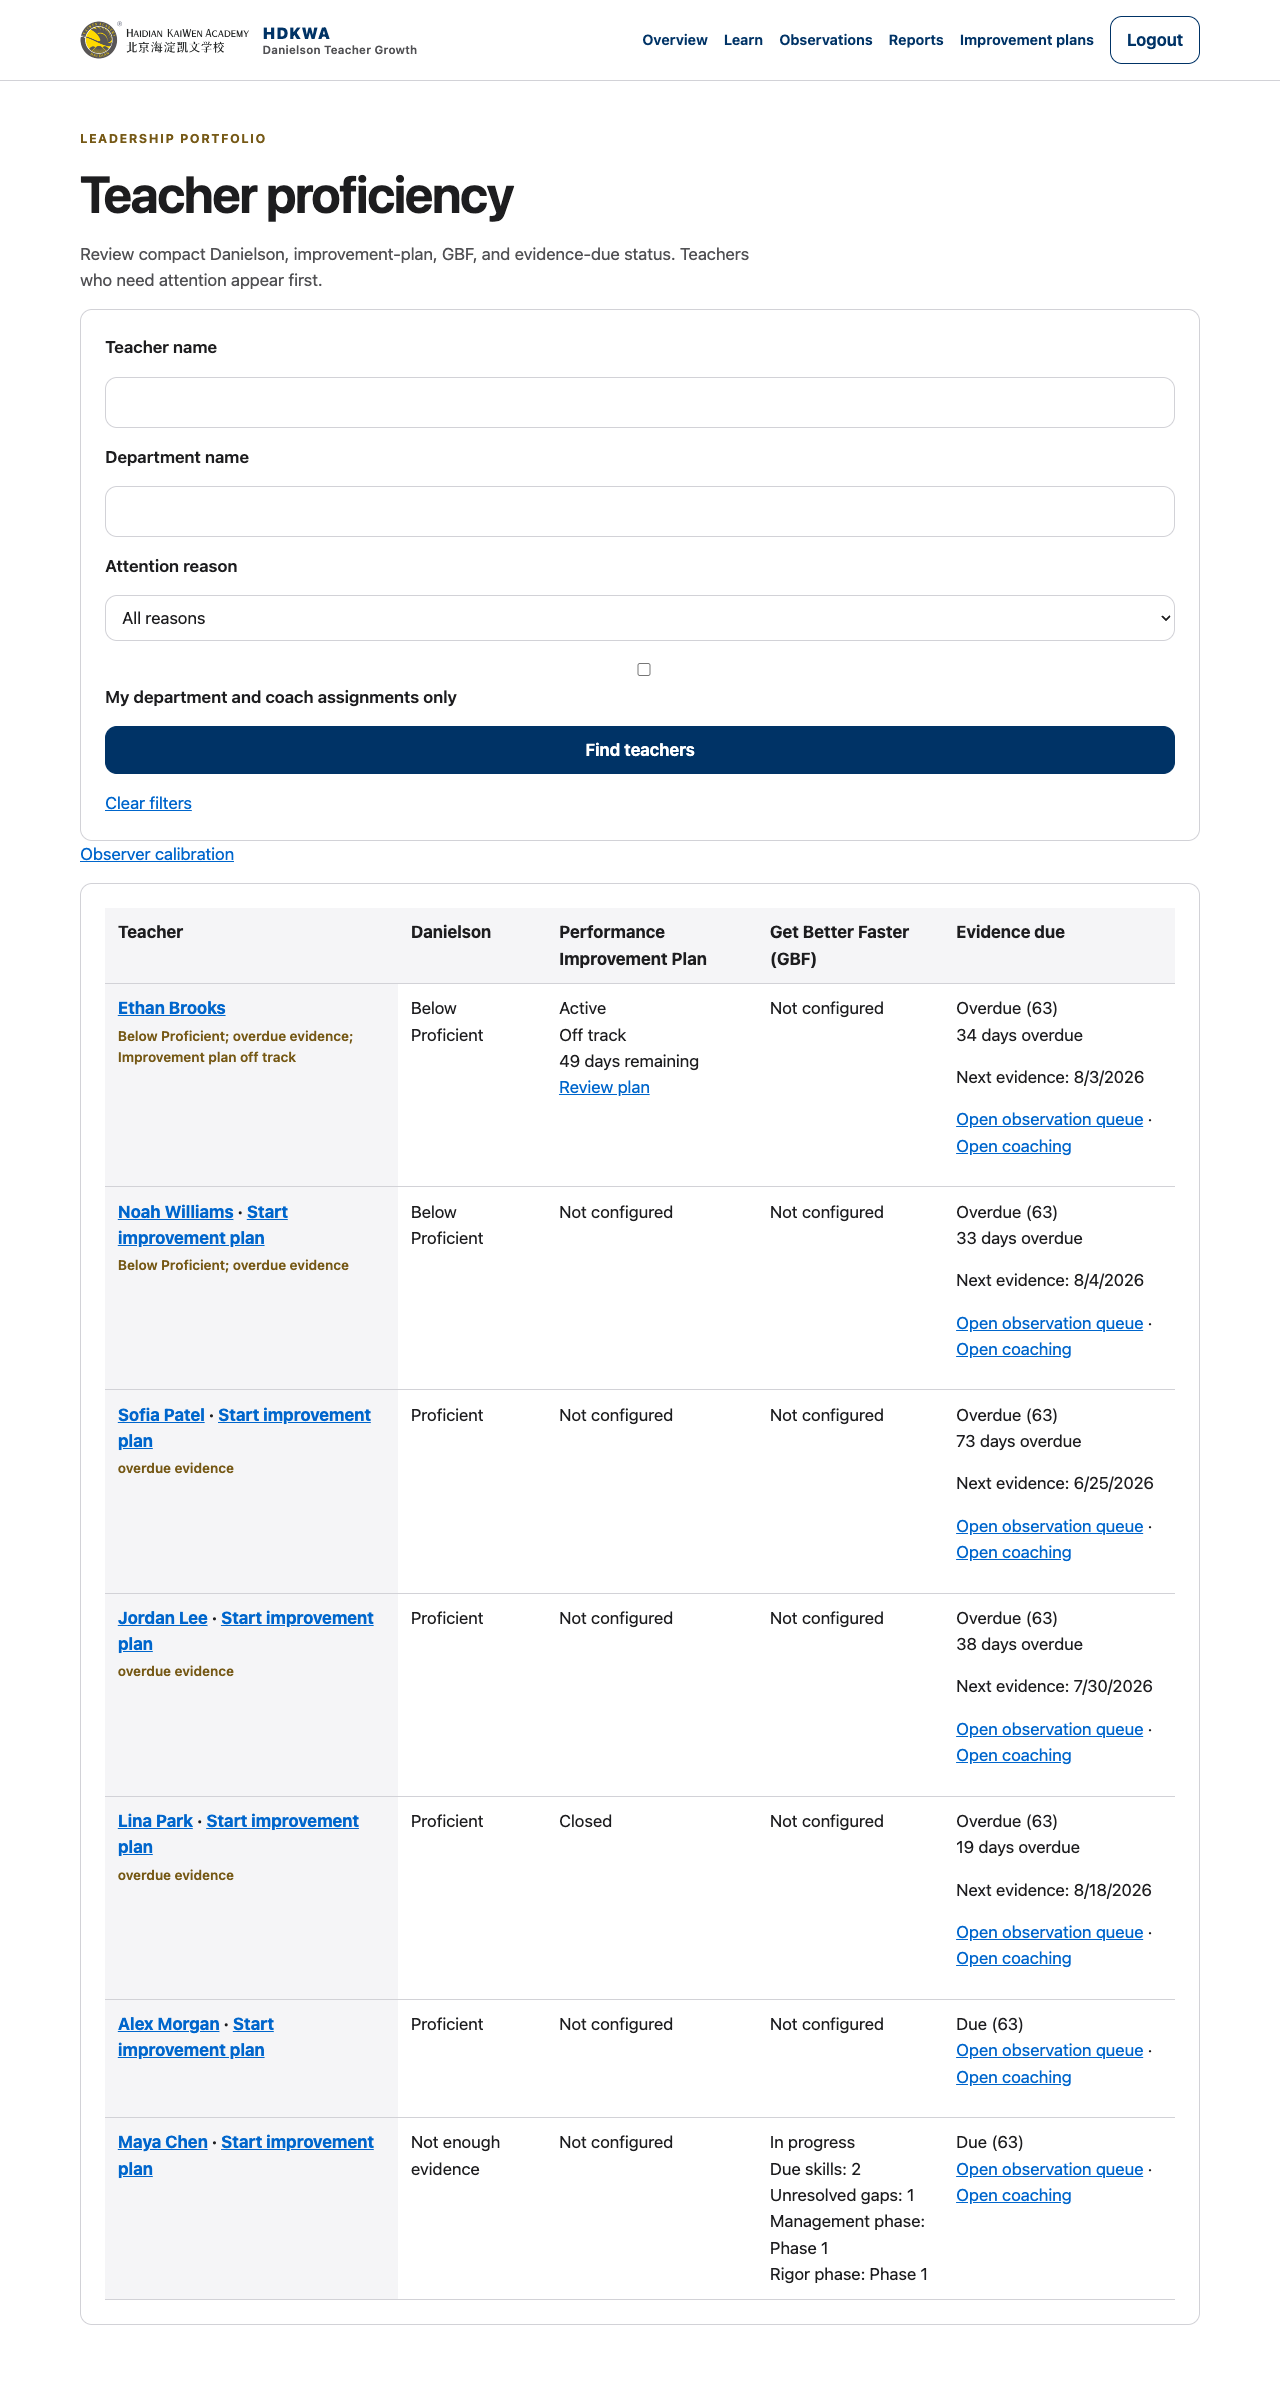 HAIDIAN KAIWEN ACADEMY
北京海淀凯文学校
®
HDKWA
Danielson Teacher Growth
Overview Learn Observations Reports Improvement plans Logout
LEADERSHIP PORTFOLIO
Teacher proficiency
Review compact Danielson, improvement-plan, GBF, and evidence-due status. Teachers
who need attention appear first.
Teacher name
Department name
Attention reason
All reasons
My department and coach assignments only
Find teachers
Clear filters
Observer calibration
Teacher
Danielson
Performance
Improvement Plan
Get Better Faster
(GBF)
Evidence due
Ethan Brooks
Below Proficient; overdue evidence;
Improvement plan off track
Below
Proficient
Active
Off track
49 days remaining
Review plan
Not configured
Overdue (63)
34 days overdue
Next evidence: 8/3/2026
Open observation queue ·
Open coaching
Noah Williams · Start
improvement plan
Below Proficient; overdue evidence
Below
Proficient
Not configured
Not configured
Overdue (63)
33 days overdue
Next evidence: 8/4/2026
Open observation queue ·
Open coaching
Sofia Patel · Start improvement
plan
overdue evidence
Proficient
Not configured
Not configured
Overdue (63)
73 days overdue
Next evidence: 6/25/2026
Open observation queue ·
Open coaching
Jordan Lee · Start improvement
plan
overdue evidence
Proficient
Not configured
Not configured
Overdue (63)
38 days overdue
Next evidence: 7/30/2026
Open observation queue ·
Open coaching
Lina Park · Start improvement
plan
overdue evidence
Proficient
Closed
Not configured
Overdue (63)
19 days overdue
Next evidence: 8/18/2026
Open observation queue ·
Open coaching
Alex Morgan · Start
improvement plan
Proficient
Not configured
Not configured
Due (63)
Open observation queue ·
Open coaching
Maya Chen · Start improvement
plan
Not enough
evidence
Not configured
In progress
Due skills: 2
Unresolved gaps: 1
Management phase:
Phase 1
Rigor phase: Phase 1
Due (63)
Open observation queue ·
Open coaching